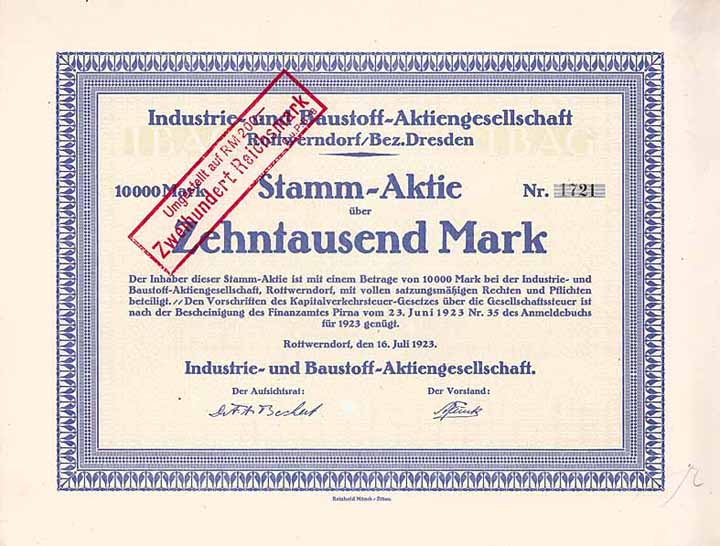 Industrie- und Baustoff-Aktiengesellschaft
Rottwerndorf/Bez. Dresden
10000 Mark Stamm-Aktie Nr. 1721
über
Zehntausend Mark
Umgestellt auf RM 200.—
Zweihundert Reichsmark
Der Inhaber dieser Stamm-Aktie ist mit einem Betrage von 10000 Mark bei der Industrie- und
Baustoff-Aktiengesellschaft, Rottwerndorf, mit vollen satzungsmäßigen Rechten und Pflichten
beteiligt. // Den Vorschriften des Kapitalverkehrsteuer-Gesetzes über die Gesellschaftssteuer ist
nach der Bescheinigung des Finanzamtes Pirna vom 23. Juni 1923 Nr. 35 des Anmeldebuchs
für 1923 genügt.
Rottwerndorf, den 16. Juli 1923.
Industrie- und Baustoff-Aktiengesellschaft.
Der Aufsichtsrat: Der Vorstand:
Reinhold Münch · Zittau.